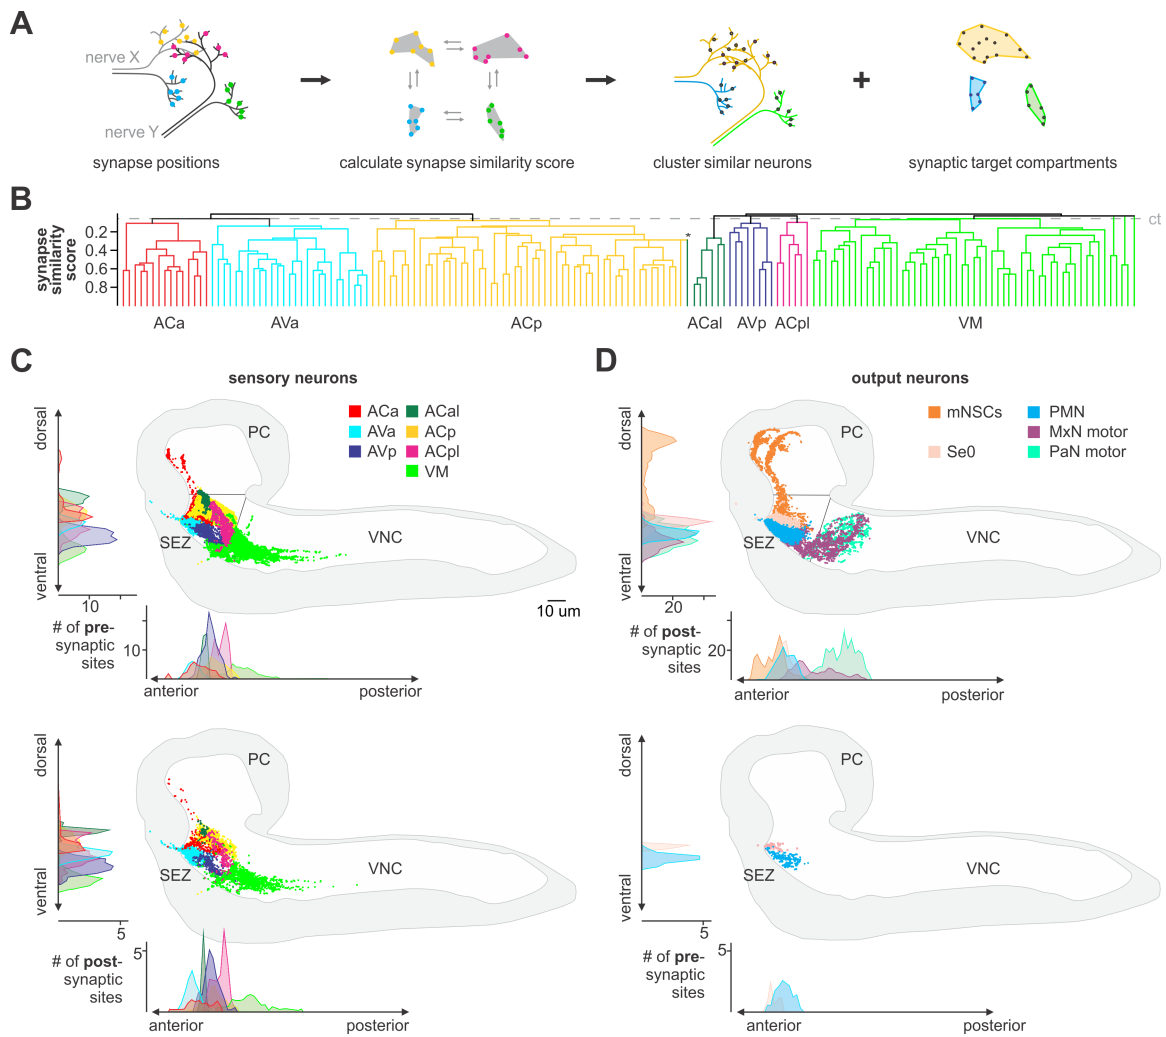 A
nerve X
nerve Y
synapse positions
calculate synapse similarity score
cluster similar neurons
+
synaptic target compartments
B
synapse
similarity
score
0.2
0.4
0.6
0.8
*
ct
ACa
AVa
ACp
ACal
AVp
ACpl
VM
C
sensory neurons
dorsal
ventral
PC
ACa
ACal
AVa
ACp
AVp
ACpl
VM
SEZ
VNC
10
10 um
# of pre-
synaptic
sites
10
anterior
posterior
dorsal
ventral
PC
SEZ
VNC
5
# of post-
synaptic
sites
5
anterior
posterior
D
output neurons
dorsal
ventral
PC
mNSCs
PMN
MxN motor
Se0
PaN motor
SEZ
VNC
20
# of post-
synaptic
sites
20
anterior
posterior
dorsal
ventral
PC
SEZ
VNC
5
# of pre-
synaptic
sites
5
anterior
posterior